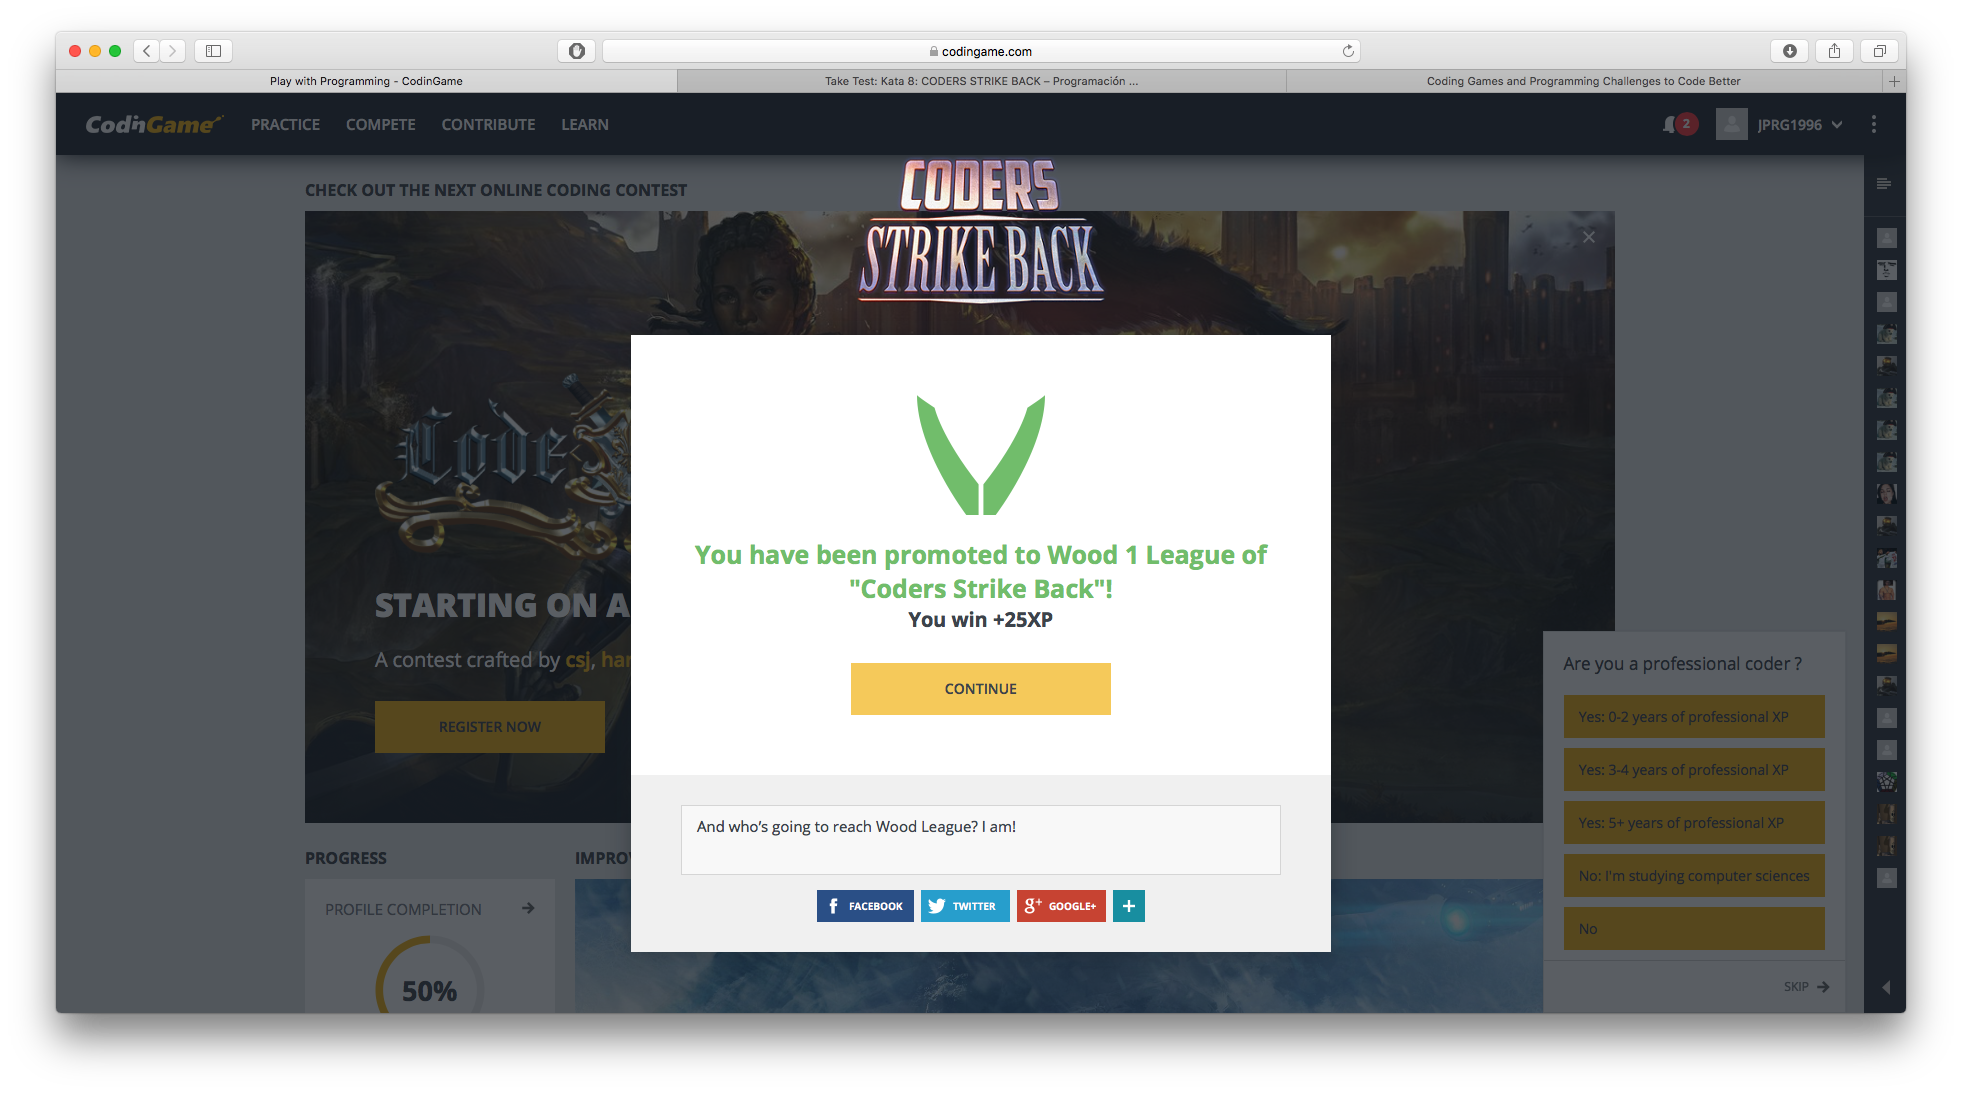 codingame.com
Play with Programming - CodinGame
Take Test: Kata 8: CODERS STRIKE BACK – Programación ...
Coding Games and Programming Challenges to Code Better
CodinGame
PRACTICE
COMPETE
CONTRIBUTE
LEARN
2
JPRG1996
CHECK OUT THE NEXT ONLINE CODING CONTEST
CODERS
STRIKE BACK
Code
STARTING ON A
A contest crafted by csj, har
REGISTER NOW
You have been promoted to Wood 1 League of
"Coders Strike Back"!
You win +25XP
CONTINUE
And who's going to reach Wood League? I am!
FACEBOOK
TWITTER
g+ GOOGLE+
Are you a professional coder ?
Yes: 0-2 years of professional XP
Yes: 3-4 years of professional XP
Yes: 5+ years of professional XP
No: I'm studying computer sciences
No
SKIP
PROGRESS
IMPROV
PROFILE COMPLETION
50%